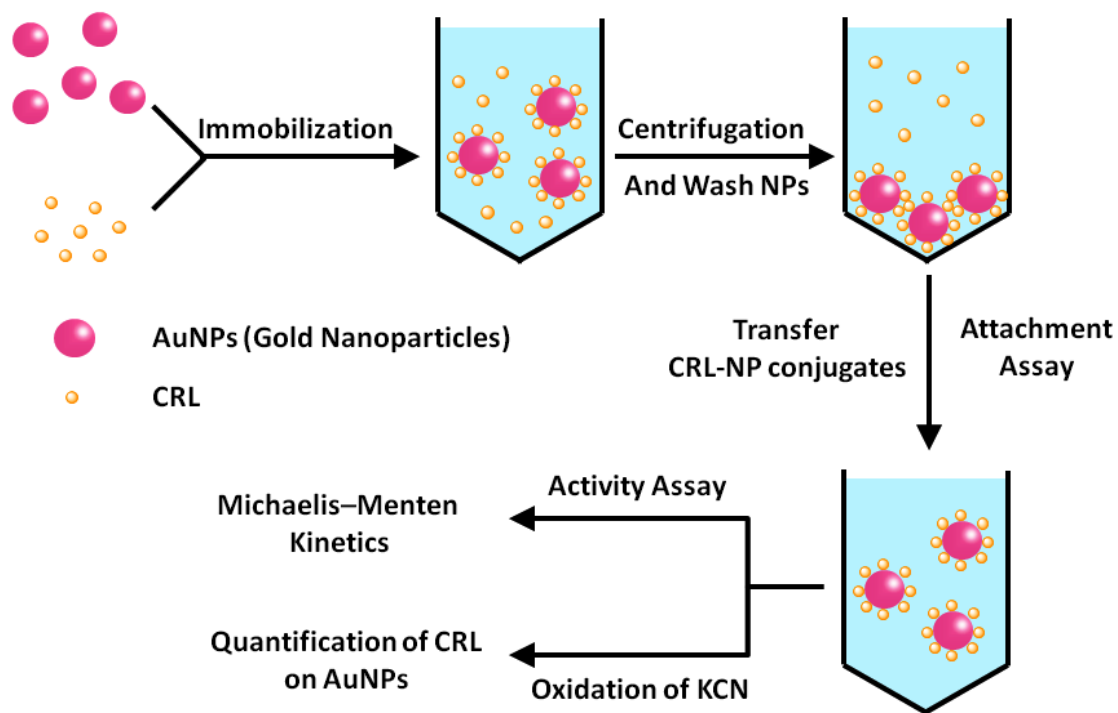 Immobilization
Centrifugation
And Wash NPs
AuNPs (Gold Nanoparticles)
CRL
Transfer
CRL-NP conjugates
Attachment
Assay
Activity Assay
Michaelis–Menten
Kinetics
Quantification of CRL
on AuNPs
Oxidation of KCN